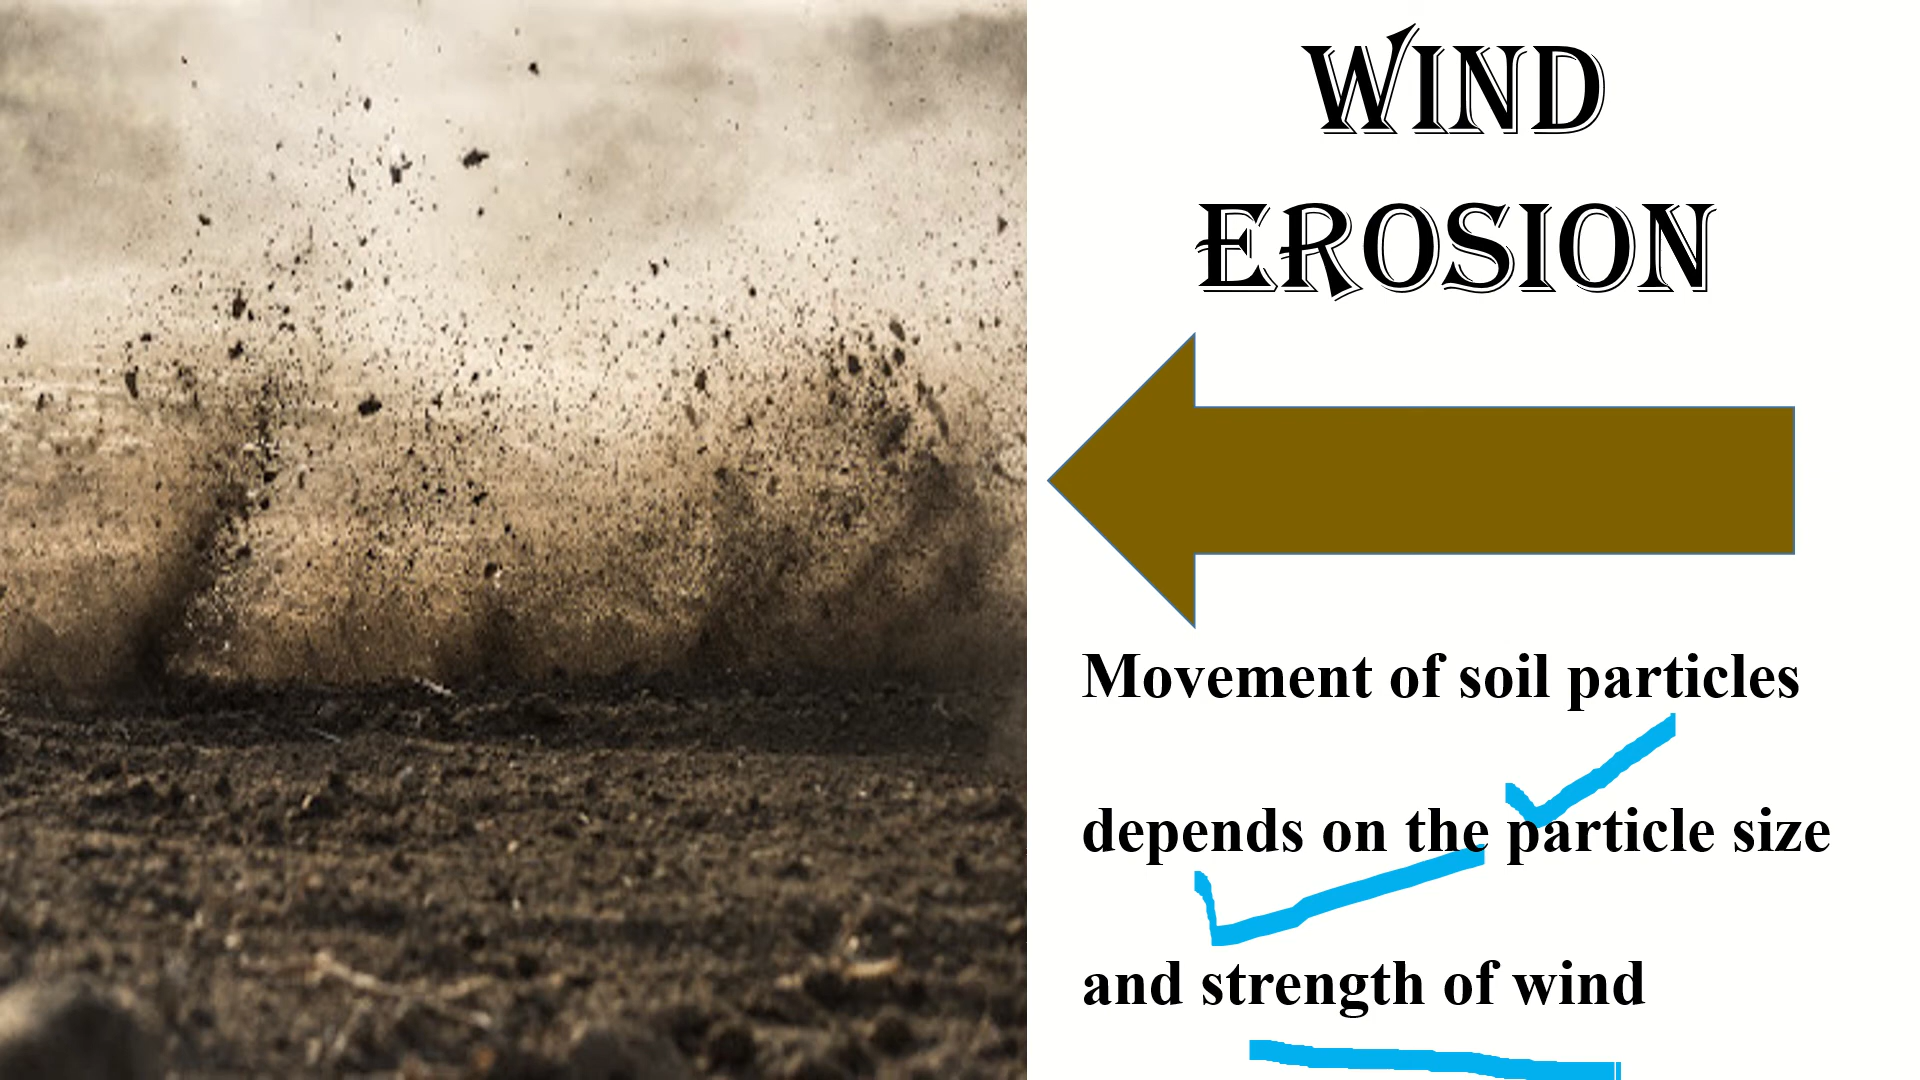 WIND
EROSION
Movement of soil particles
depends on the particle size
and strength of wind